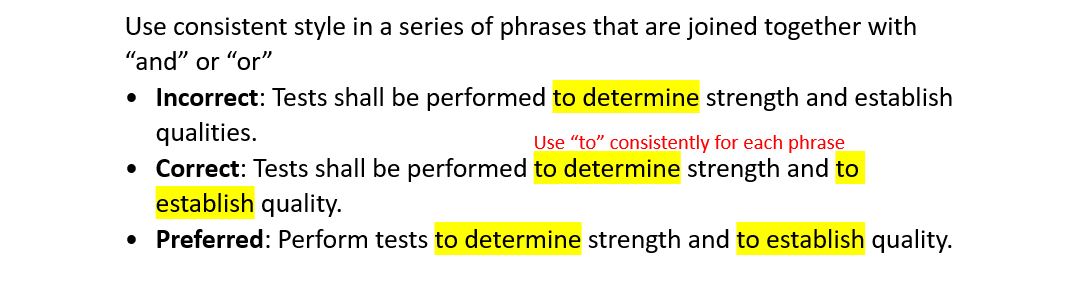 Use consistent style in a series of phrases that are joined together with
“and” or “or”
• Incorrect: Tests shall be performed to determine strength and establish
qualities.
Use “to” consistently for each phrase
• Correct: Tests shall be performed to determine strength and to
establish quality.
• Preferred: Perform tests to determine strength and to establish quality.